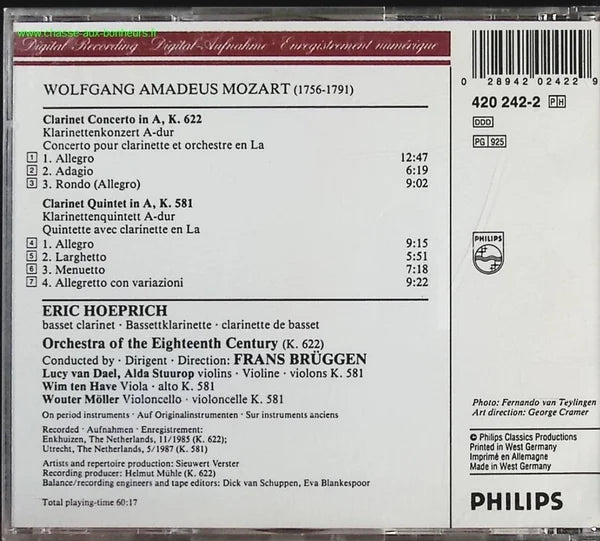 www.chasse-aux-bonheurs.fr
Digital Recording · Digital-Aufnahme · Enregistrement numérique
WOLFGANG AMADEUS MOZART (1756-1791)
Clarinet Concerto in A, K. 622
Klarinettenkonzert A-dur
Concerto pour clarinette et orchestre en La
1 1. Allegro 12:47
2 2. Adagio 6:19
3 3. Rondo (Allegro) 9:02
Clarinet Quintet in A, K. 581
Klarinettenquintett A-dur
Quintette avec clarinette en La
4 1. Allegro 9:15
5 2. Larghetto 5:51
6 3. Menuetto 7:18
7 4. Allegretto con variazioni 9:22
ERIC HOEPRICH
basset clarinet · Bassettklarinette · clarinette de basset
Orchestra of the Eighteenth Century (K. 622)
Conducted by · Dirigent · Direction: FRANS BRÜGGEN
Lucy van Dael, Alda Stuurop violins · Violine · violons K. 581
Wim ten Have Viola · alto K. 581
Wouter Möller Violoncello · violoncelle K. 581
On period instruments · Auf Originalinstrumenten · Sur instruments anciens
Recorded · Aufnahmen · Enregistrement:
Enkhuizen, The Netherlands, 11/1985 (K. 622);
Utrecht, The Netherlands, 5/1987 (K. 581)
Artists and repertoire production: Sieuwert Verster
Recording producer: Helmut Mühle (K. 622)
Balance/recording engineers and tape editors: Dick van Schuppen, Eva Blankespoor
Total playing-time 60:17
0 28942 02422 9
420 242-2 PH
DDD
PG 925
PHILIPS
Photo: Fernando van Teylingen
Art direction: George Cramer
© Philips Classics Productions
Printed in West Germany
Imprimé en Allemagne
Made in West Germany
PHILIPS